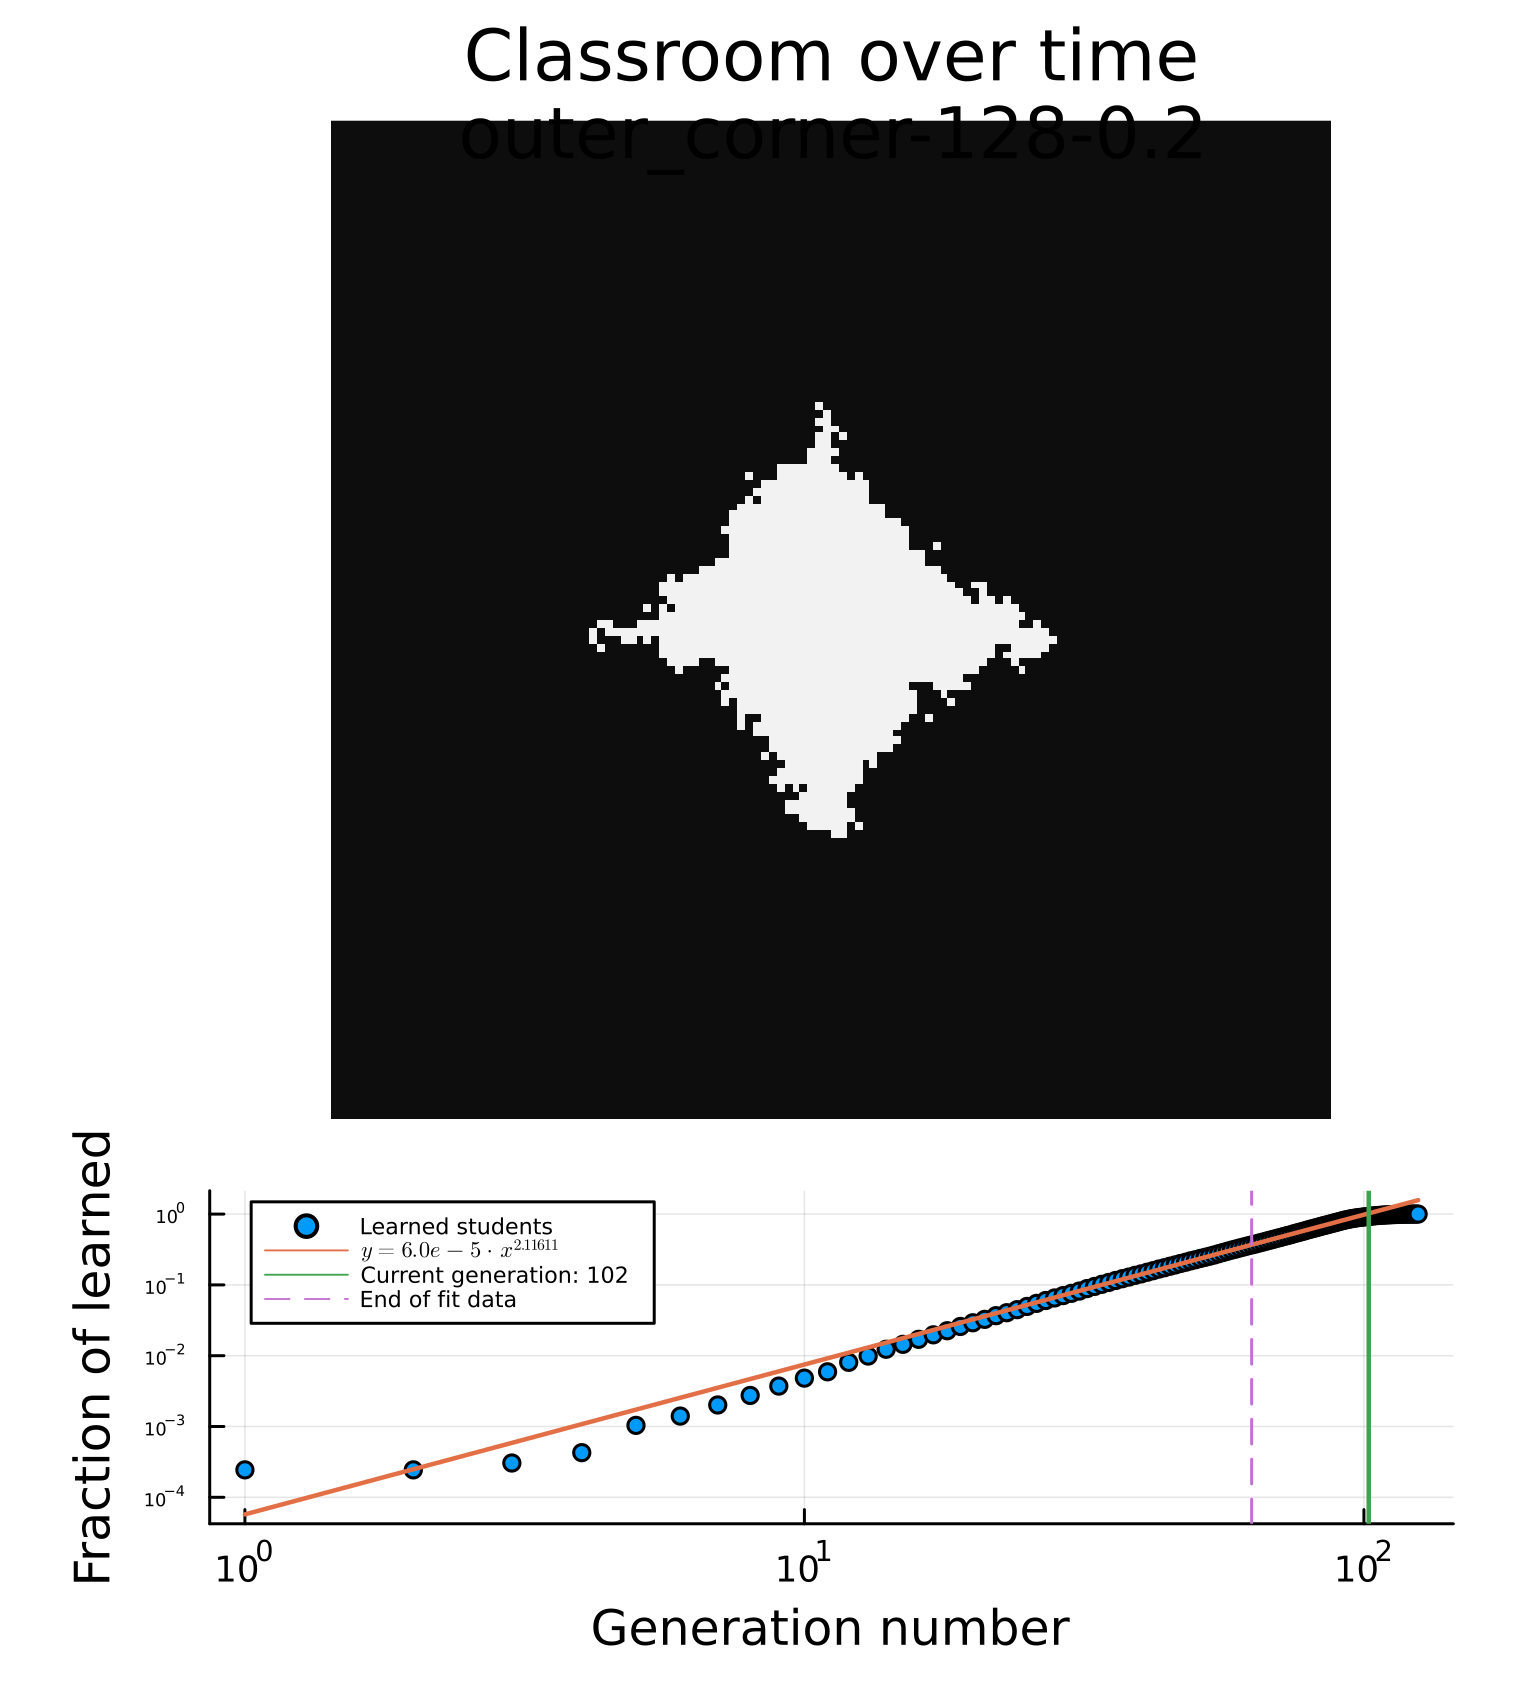 Classroom over time
outer_corner-128-0.2
Fraction of learned
10^0
10^−1
10^−2
10^−3
10^−4
Learned students
y = 6.0e − 5 · x^2.11611
Current generation: 102
End of fit data
10^0
10^1
10^2
Generation number